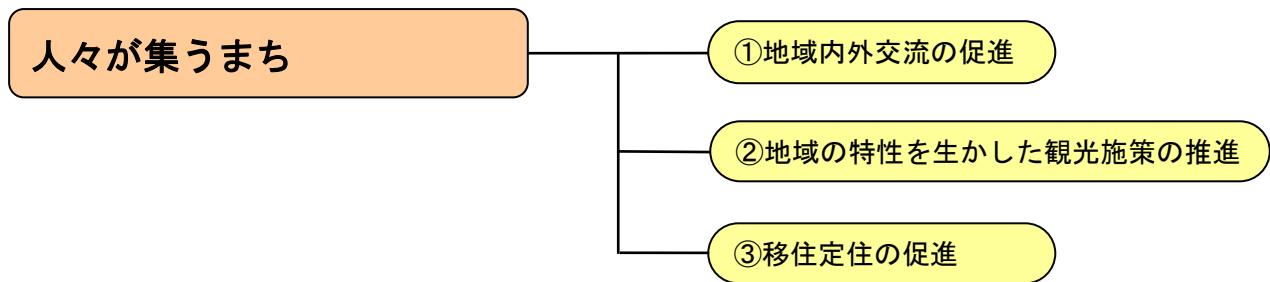 人々が集うまち
①地域内外交流の促進
②地域の特性を生かした観光施策の推進
③移住定住の促進